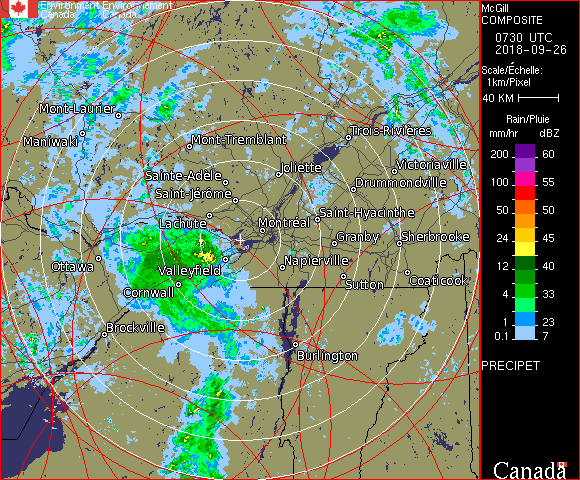 Environment Environnement
Canada Canada
McGill
COMPOSITE
0730 UTC
2018-09-26
Scale/Échelle:
1km/Pixel
40 KM
Rain/Pluie
mm/hr dBZ
200 60
150 57
100 55
50 50
24 45
12 40
4 33
1 23
0.1 7
PRECIPET
Canada
Mont-Laurier
Maniwaki
Mont-Tremblant
Trois-Rivières
Joliette
Victoriaville
Sainte-Adèle
Drummondville
Saint-Jérôme
Lachute
Saint-Hyacinthe
Montréal
Granby
Sherbrooke
Ottawa
Valleyfield
Napierville
Cornwall
Sutton
Coaticook
Brockville
Burlington